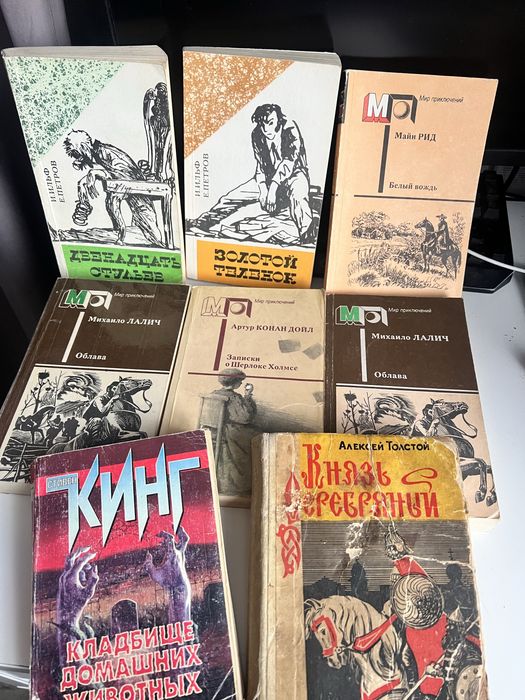 И.ИЛЬФ
Е.ПЕТРОВ
ДВЕНАДЦАТЬ
СТУЛЬЕВ
И.ИЛЬФ
Е.ПЕТРОВ
ЗОЛОТОЙ
ТЕЛЕНОК
МП Мир приключений
Майн РИД
Белый вождь
МП Мир приключений
Михаило ЛАЛИЧ
Облава
МП Мир приключений
Артур КОНАН ДОЙЛ
Записки
о Шерлоке Холмсе
МП Мир приключений
Михаило ЛАЛИЧ
Облава
СТИВЕН
КИНГ
КЛАДБИЩЕ
ДОМАШНИХ
ЖИВОТНЫХ
АЛЕКСЕЙ ТОЛСТОЙ
КНЯЗЬ
СЕРЕБРЯНЫЙ